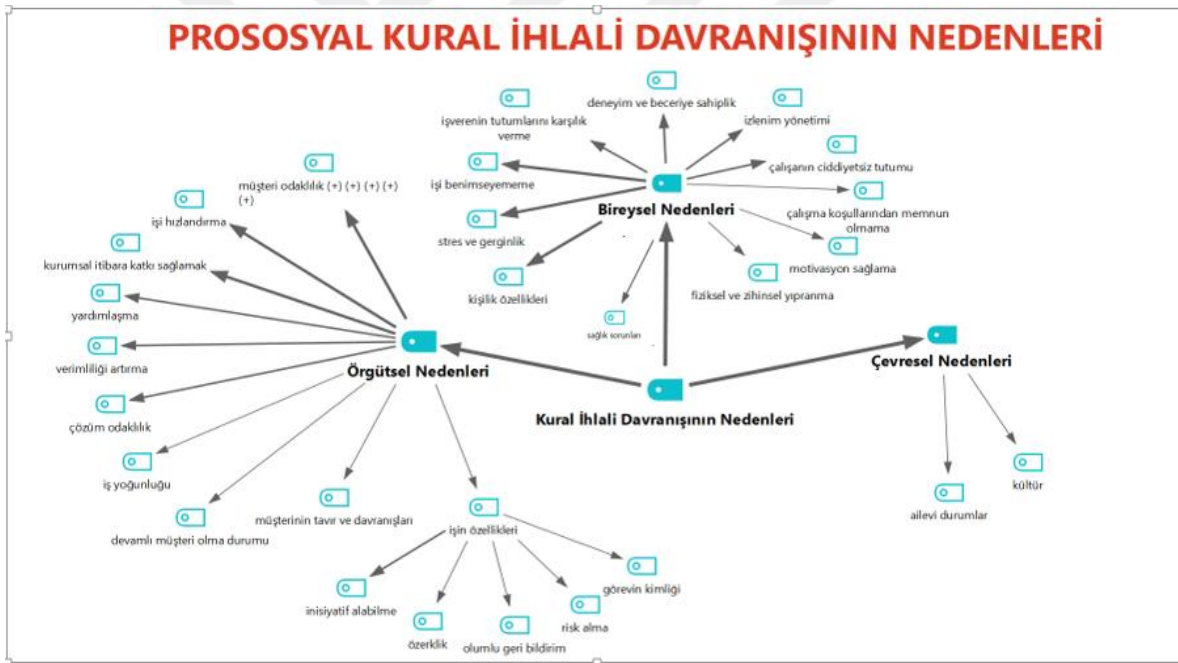 PROSOSYAL KURAL İHLALİ DAVRANIŞININ NEDENLERİ
deneyim ve beceriye sahiplik
işverenin tutumlarını karşılık
verme
izlenim yönetimi
işi benimseyememe
çalışanın ciddiyetsiz tutumu
müşteri odaklılık (+) (+) (+) (+)
(+)
Bireysel Nedenleri
çalışma koşullarından memnun
olmama
işi hızlandırma
stres ve gerginlik
kurumsal itibara katkı sağlamak
motivasyon sağlama
kişilik özellikleri
fiziksel ve zihinsel yıpranma
yardımlaşma
sağlık sorunları
verimliliği artırma
Örgütsel Nedenleri
Çevresel Nedenleri
Kural İhlali Davranışının Nedenleri
çözüm odaklılık
iş yoğunluğu
kültür
müşterinin tavır ve davranışları
ailevi durumlar
devamlı müşteri olma durumu
işin özellikleri
görevin kimliği
inisiyatif alabilme
risk alma
özerklik
olumlu geri bildirim